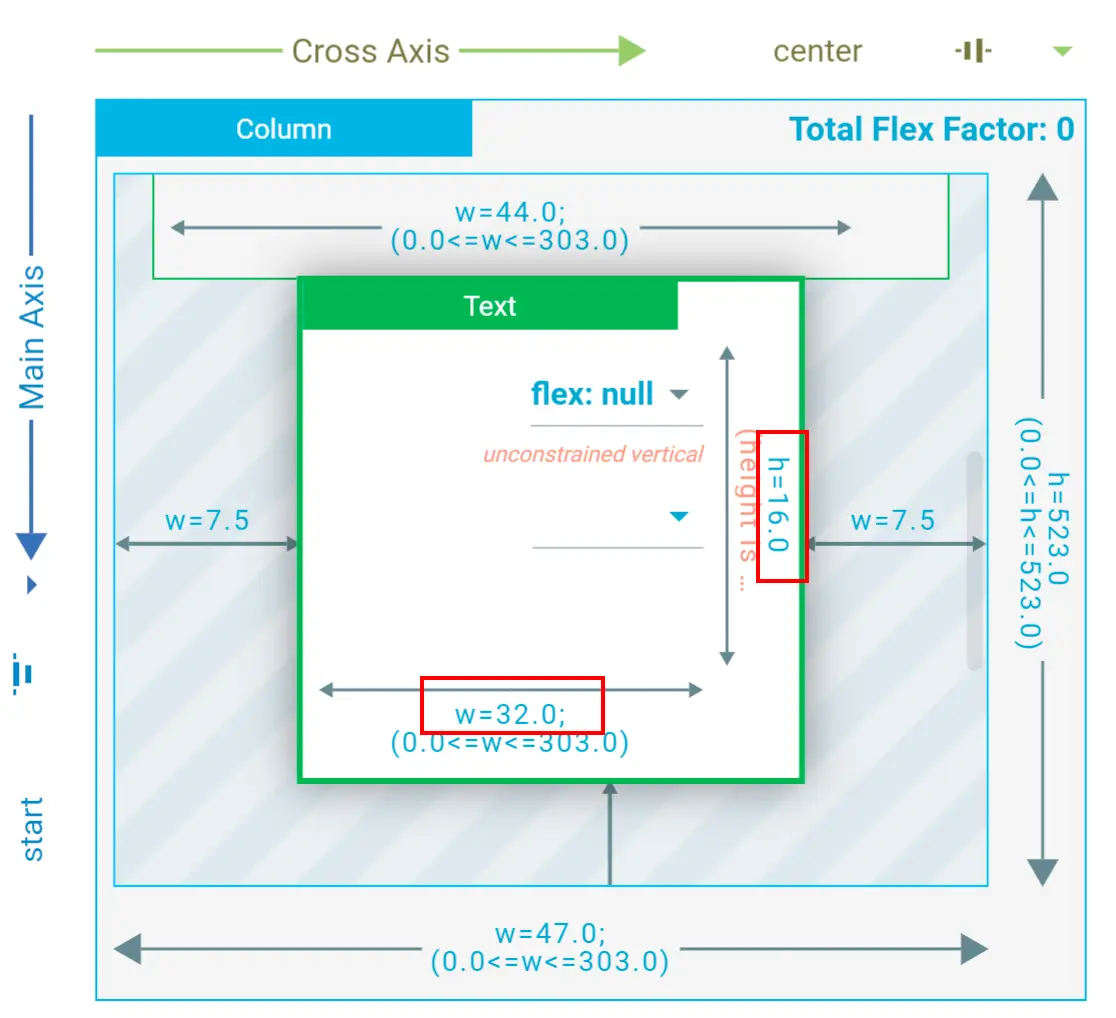 Cross Axis
center
Column
Total Flex Factor: 0
w=44.0;
(0.0<=w<=303.0)
Main Axis
Text
flex: null
unconstrained vertical
(height is ...
h=16.0
w=7.5
w=7.5
h=523.0
(0.0<=h<=523.0)
w=32.0;
(0.0<=w<=303.0)
start
w=47.0;
(0.0<=w<=303.0)